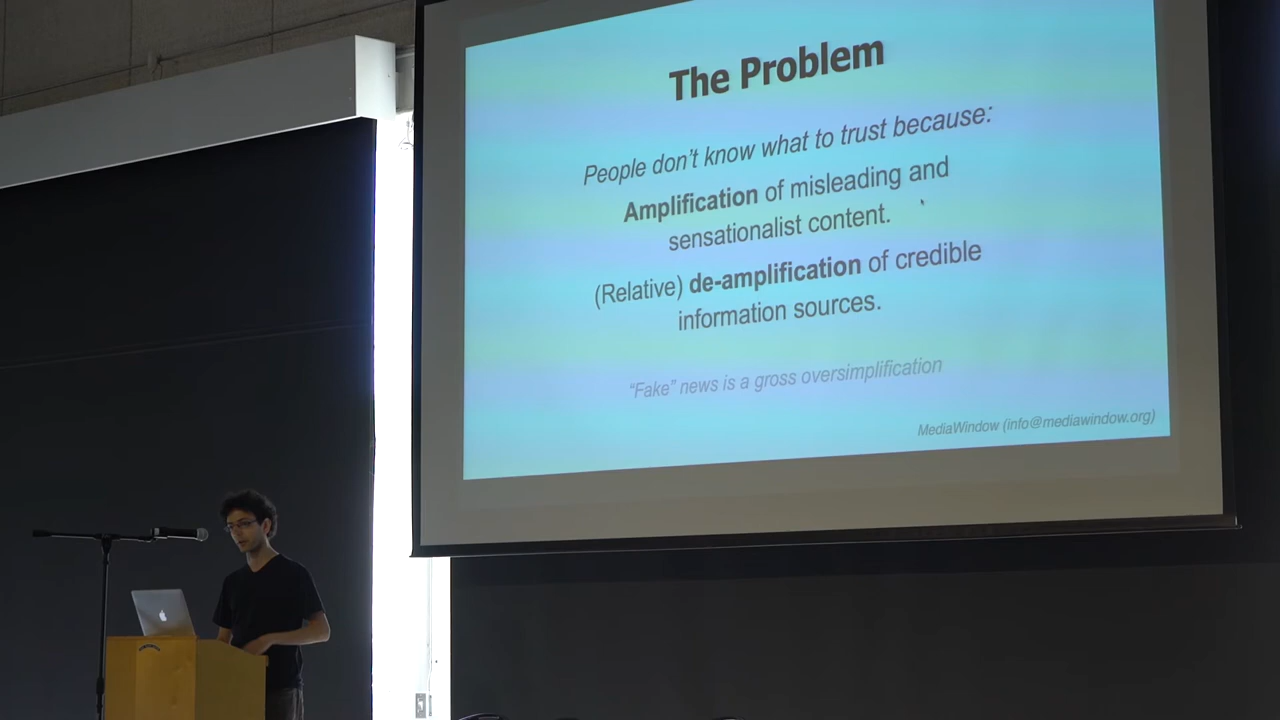 The Problem
People don't know what to trust because:
Amplification of misleading and
sensationalist content.
(Relative) de-amplification of credible
information sources.
"Fake" news is a gross oversimplification
MediaWindow (info@mediawindow.org)